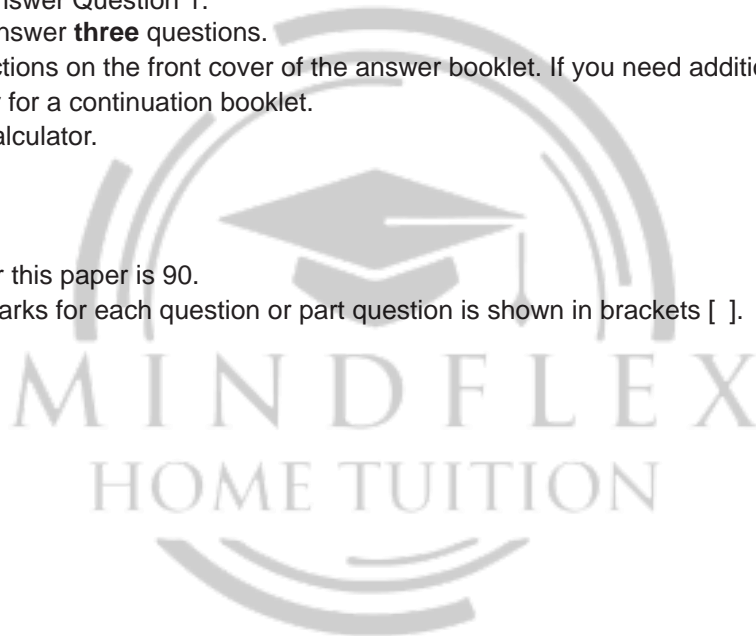 nswer Question 1.
nswer three questions.
ctions on the front cover of the answer booklet. If you need additi
for a continuation booklet.
alculator.
r this paper is 90.
arks for each question or part question is shown in brackets [ ].
MINDFLEX
HOME TUITION